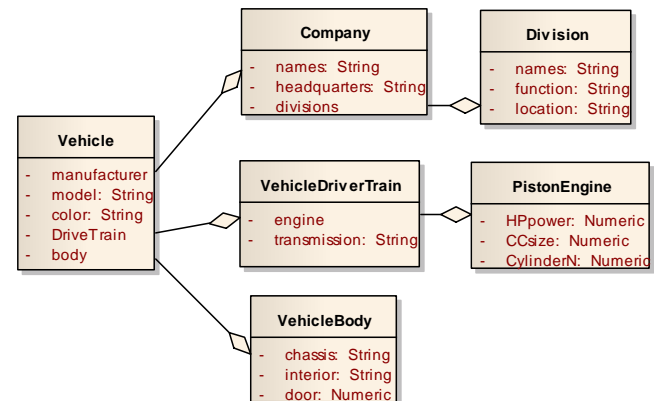 Company
- names: String
- headquarters: String
- divisions
Division
- names: String
- function: String
- location: String
Vehicle
- manufacturer
- model: String
- color: String
- DriveTrain
- body
VehicleDriverTrain
- engine
- transmission: String
PistonEngine
- HPpower: Numeric
- CCsize: Numeric
- CylinderN: Numeric
VehicleBody
- chassis: String
- interior: String
- door: Numeric